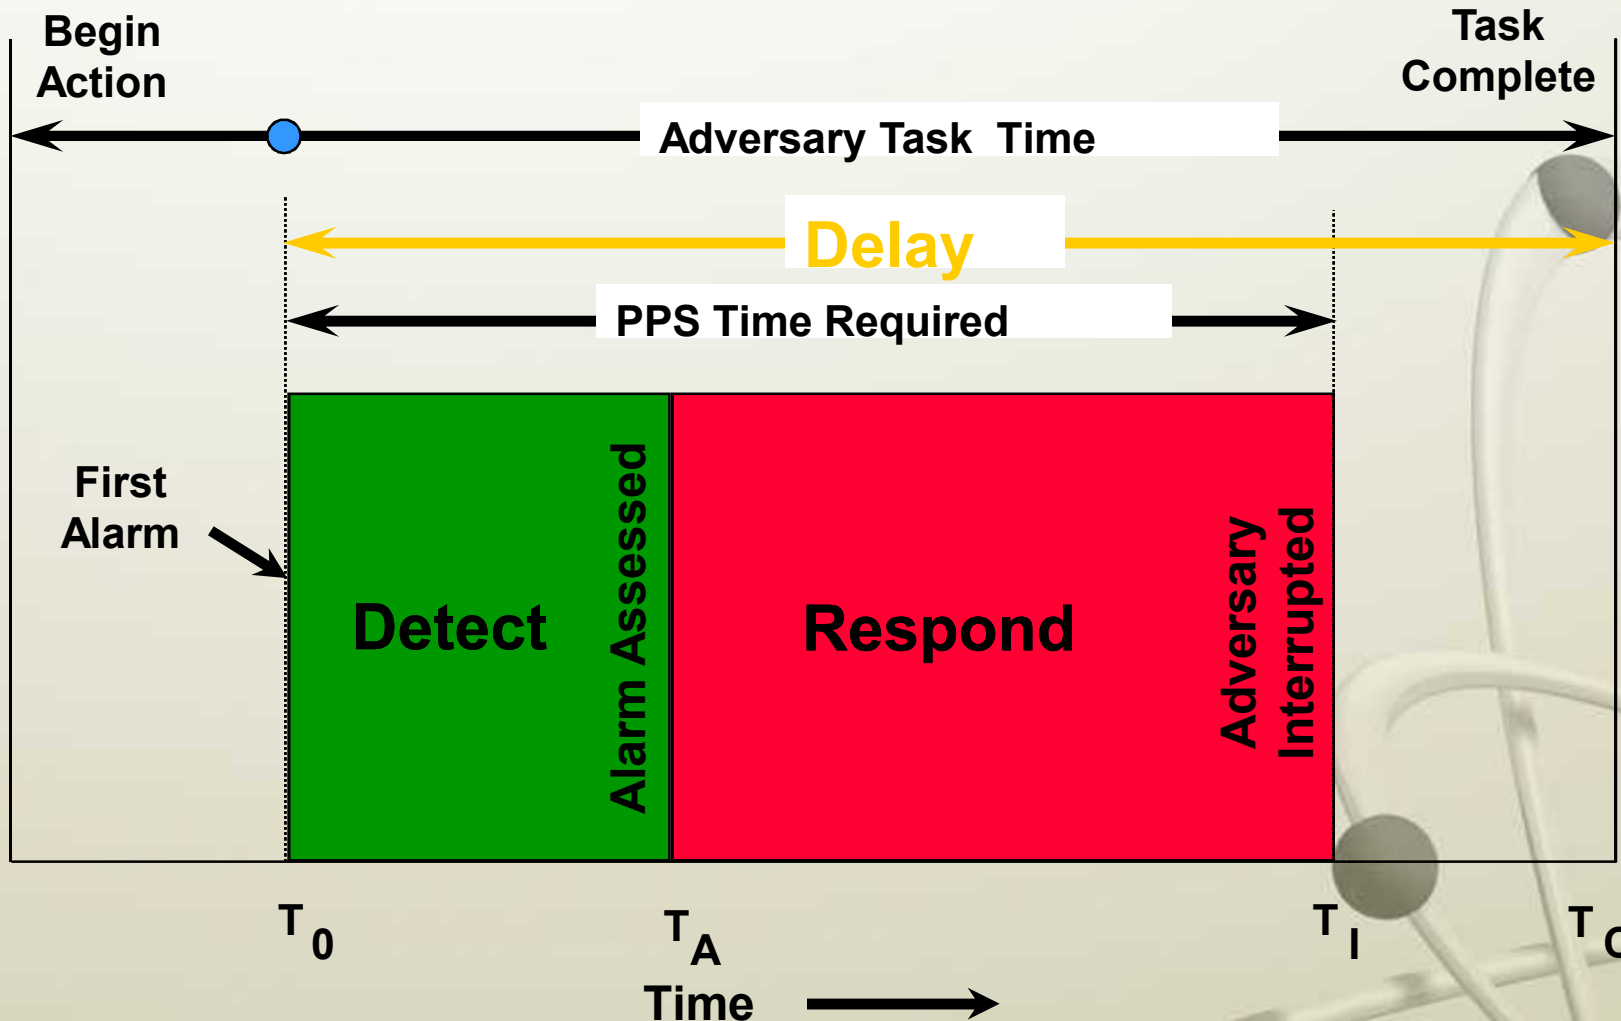 Begin
Action
Task
Complete
Adversary Task Time
Delay
PPS Time Required
First
Alarm
Detect
Alarm Assessed
Respond
Adversary
Interrupted
T0
TA
TI
TC
Time